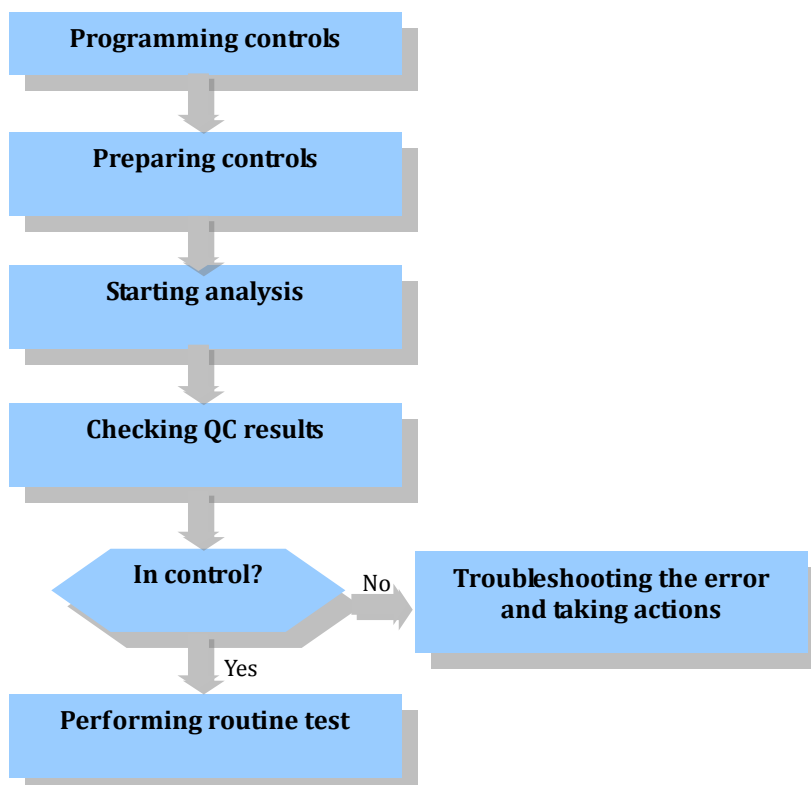 Programming controls
Preparing controls
Starting analysis
Checking QC results
In control?
No
Troubleshooting the error
and taking actions
Yes
Performing routine test